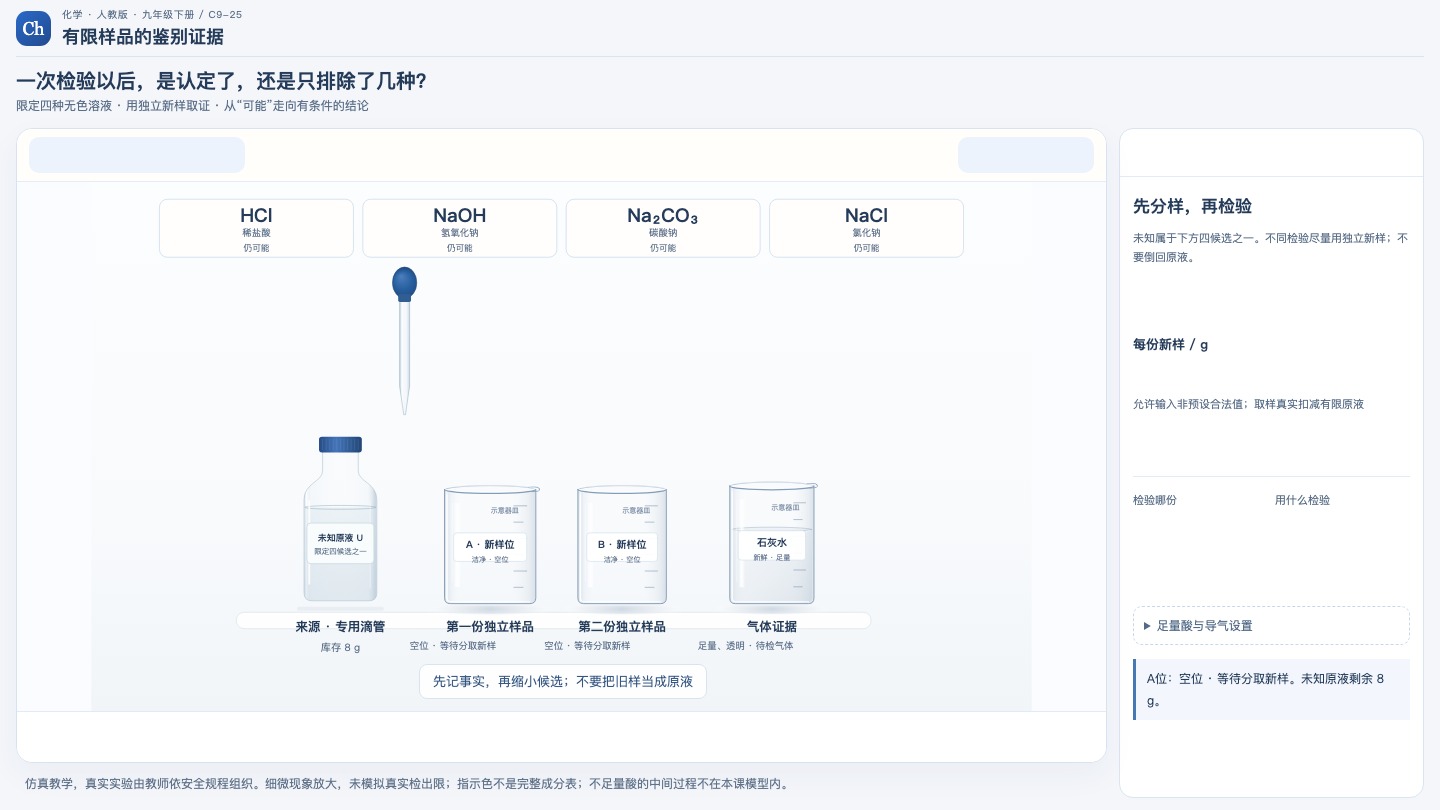 Ch
化学 · 人教版 · 九年级下册 / C9-25
有限样品的鉴别证据
一次检验以后，是认定了，还是只排除了几种？
限定四种无色溶液 · 用独立新样取证 · 从“可能”走向有条件的结论
HCl
稀盐酸
仍可能
NaOH
氢氧化钠
仍可能
Na₂CO₃
碳酸钠
仍可能
NaCl
氯化钠
仍可能
未知原液 U
限定四候选之一
示意器皿
A · 新样位
洁净 · 空位
示意器皿
B · 新样位
洁净 · 空位
示意器皿
石灰水
新鲜 · 足量
来源 · 专用滴管
库存 8 g
第一份独立样品
空位 · 等待分取新样
第二份独立样品
空位 · 等待分取新样
气体证据
足量、透明 · 待检气体
先记事实，再缩小候选；不要把旧样当成原液
先分样，再检验
未知属于下方四候选之一。不同检验尽量用独立新样；不
要倒回原液。
每份新样 / g
允许输入非预设合法值；取样真实扣减有限原液
检验哪份
用什么检验
▶ 足量酸与导气设置
A位：空位 · 等待分取新样。未知原液剩余 8
g。
仿真教学，真实实验由教师依安全规程组织。细微现象放大，未模拟真实检出限；指示色不是完整成分表；不足量酸的中间过程不在本课模型内。